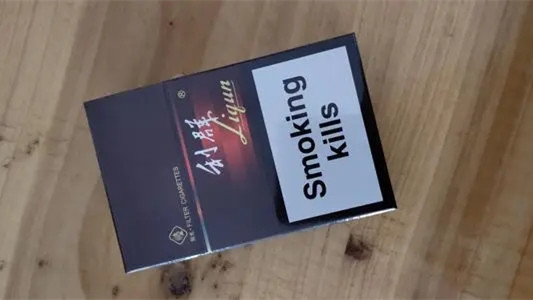 利群
Liqun®
FILTER CIGARETTES
Smoking
kills